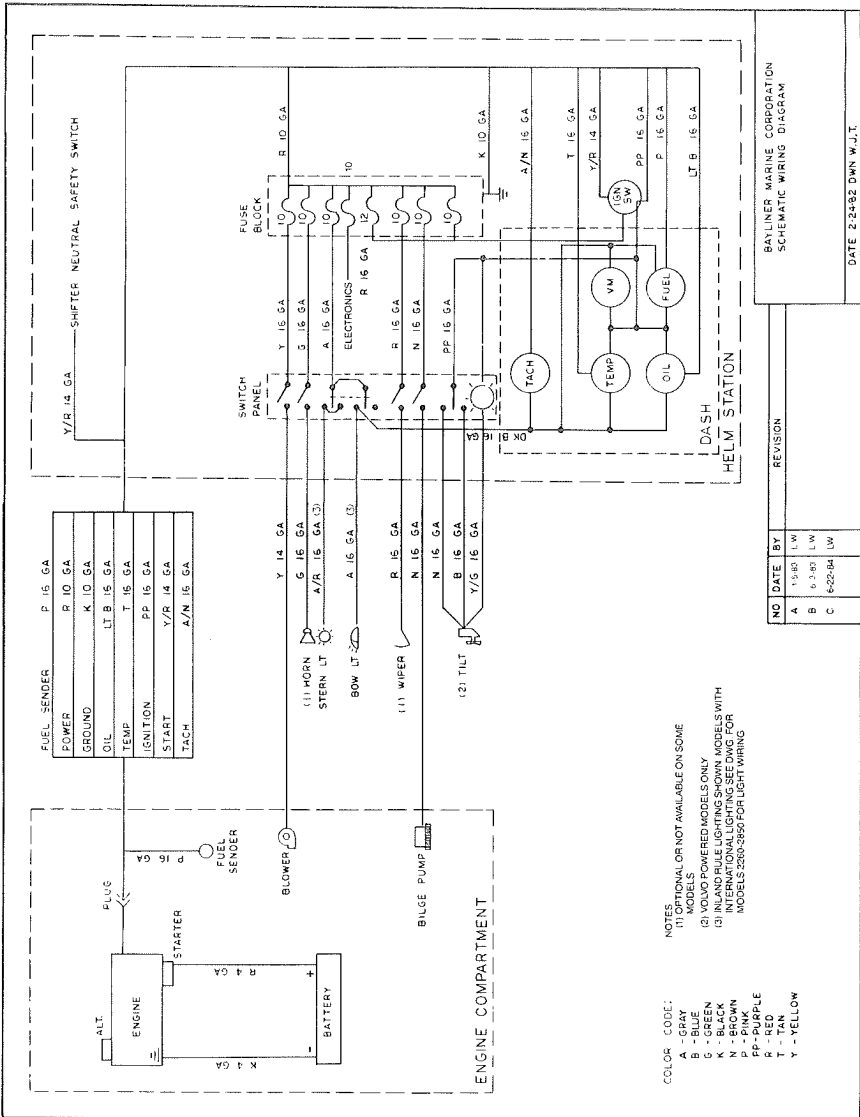 SHIFTER NEUTRAL SAFETY SWITCH
Y/R 14 GA
FUEL SENDER P 16 GA
POWER R 10 GA
GROUND K 10 GA
OIL LT B 16 GA
TEMP T 16 GA
IGNITION PP 16 GA
START Y/R 14 GA
TACH A/N 16 GA
ALT.
ENGINE
STARTER
PLUG
K 4 GA
R 4 GA
- +
BATTERY
P 16 GA
FUEL SENDER
BLOWER
BILGE PUMP
ENGINE COMPARTMENT
Y 14 GA
G 16 GA
A/R 16 GA (3)
A 16 GA (3)
R 16 GA
N 16 GA
N 16 GA
B 16 GA
Y/G 16 GA
(1) HORN
STERN LT
BOW LT
(1) WIPER
(2) TILT
SWITCH PANEL
Y 16 GA
G 16 GA
A 16 GA
ELECTRONICS
R 16 GA
R 16 GA
N 16 GA
PP 16 GA
FUSE BLOCK
10
10
10
10
12
10
10
10
R 10 GA
K 10 GA
A/N 16 GA
T 16 GA
Y/R 14 GA
PP 16 GA
P 16 GA
LT B 16 GA
DK B 16 GA
IGN SW
TACH
VM
TEMP
FUEL
OIL
DASH
HELM STATION
COLOR CODE:
A - GRAY
B - BLUE
G - GREEN
K - BLACK
N - BROWN
P - PINK
PP - PURPLE
R - RED
T - TAN
Y - YELLOW
NOTES
(1) OPTIONAL OR NOT AVAILABLE ON SOME
MODELS
(2) VOLVO POWERED MODELS ONLY
(3) INLAND RULE LIGHTING SHOWN. MODELS WITH
INTERNATIONAL LIGHTING SEE DWG. FOR
MODELS 2260-2850 FOR LIGHT WIRING
NO DATE BY REVISION
A 1-5-83 LW
B 6-3-83 LW
C 6-22-84 LW
BAYLINER MARINE CORPORATION
SCHEMATIC WIRING DIAGRAM
DATE 2-24-82 DWN W.J.T.